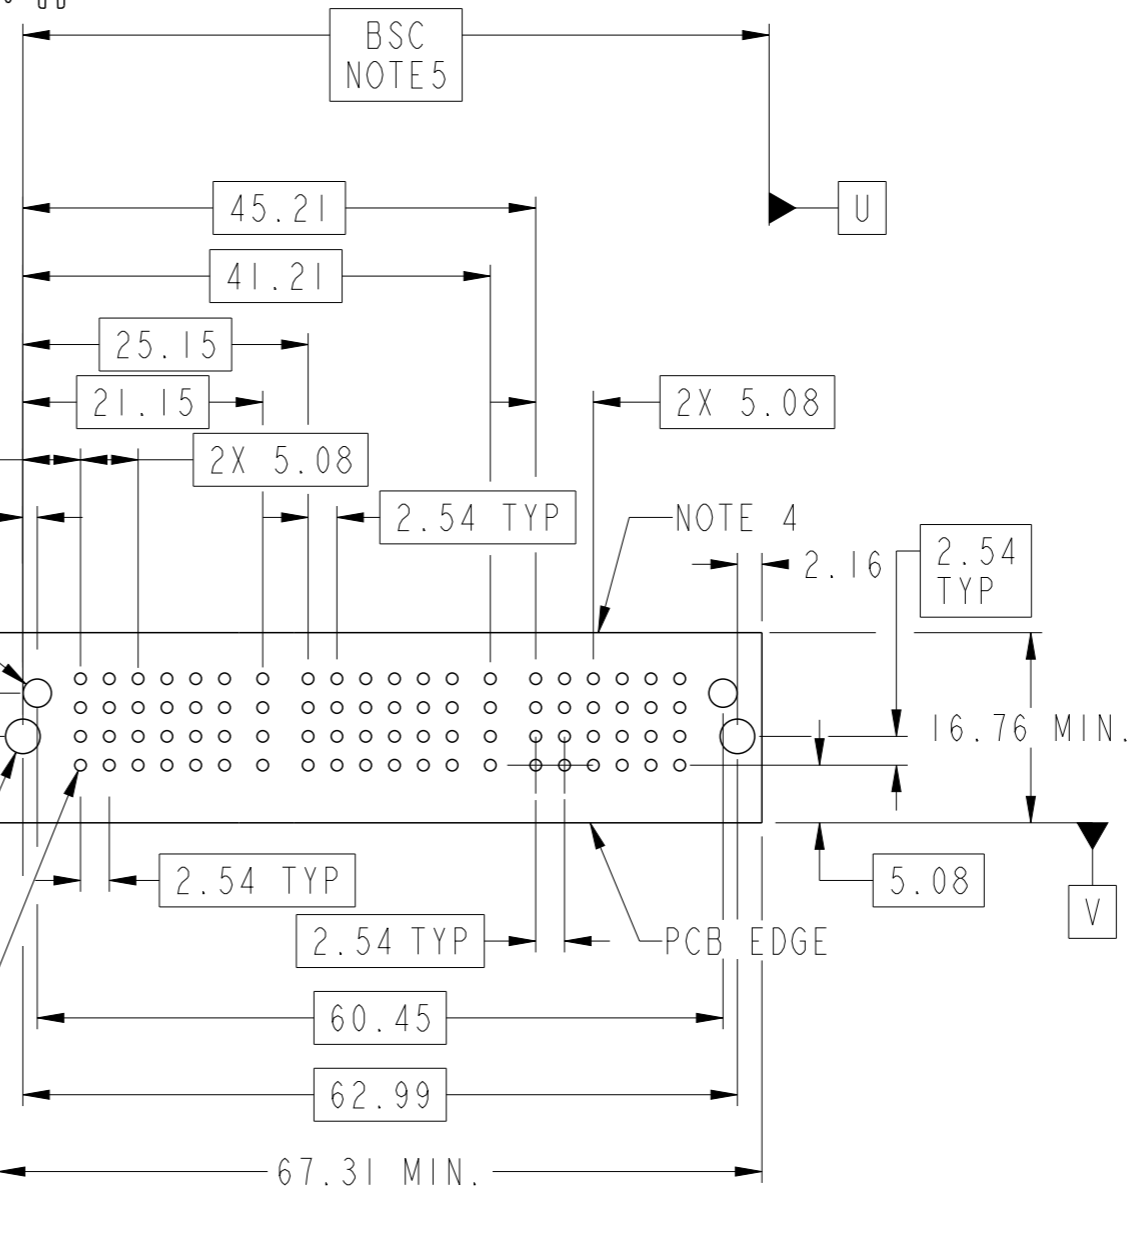 BSC
NOTE5
45.21
U
41.21
25.15
21.15
2X 5.08
2X 5.08
2.54 TYP
NOTE 4
2.16
2.54
TYP
16.76 MIN.
2.54 TYP
5.08
V
2.54 TYP
PCB EDGE
60.45
62.99
67.31 MIN.